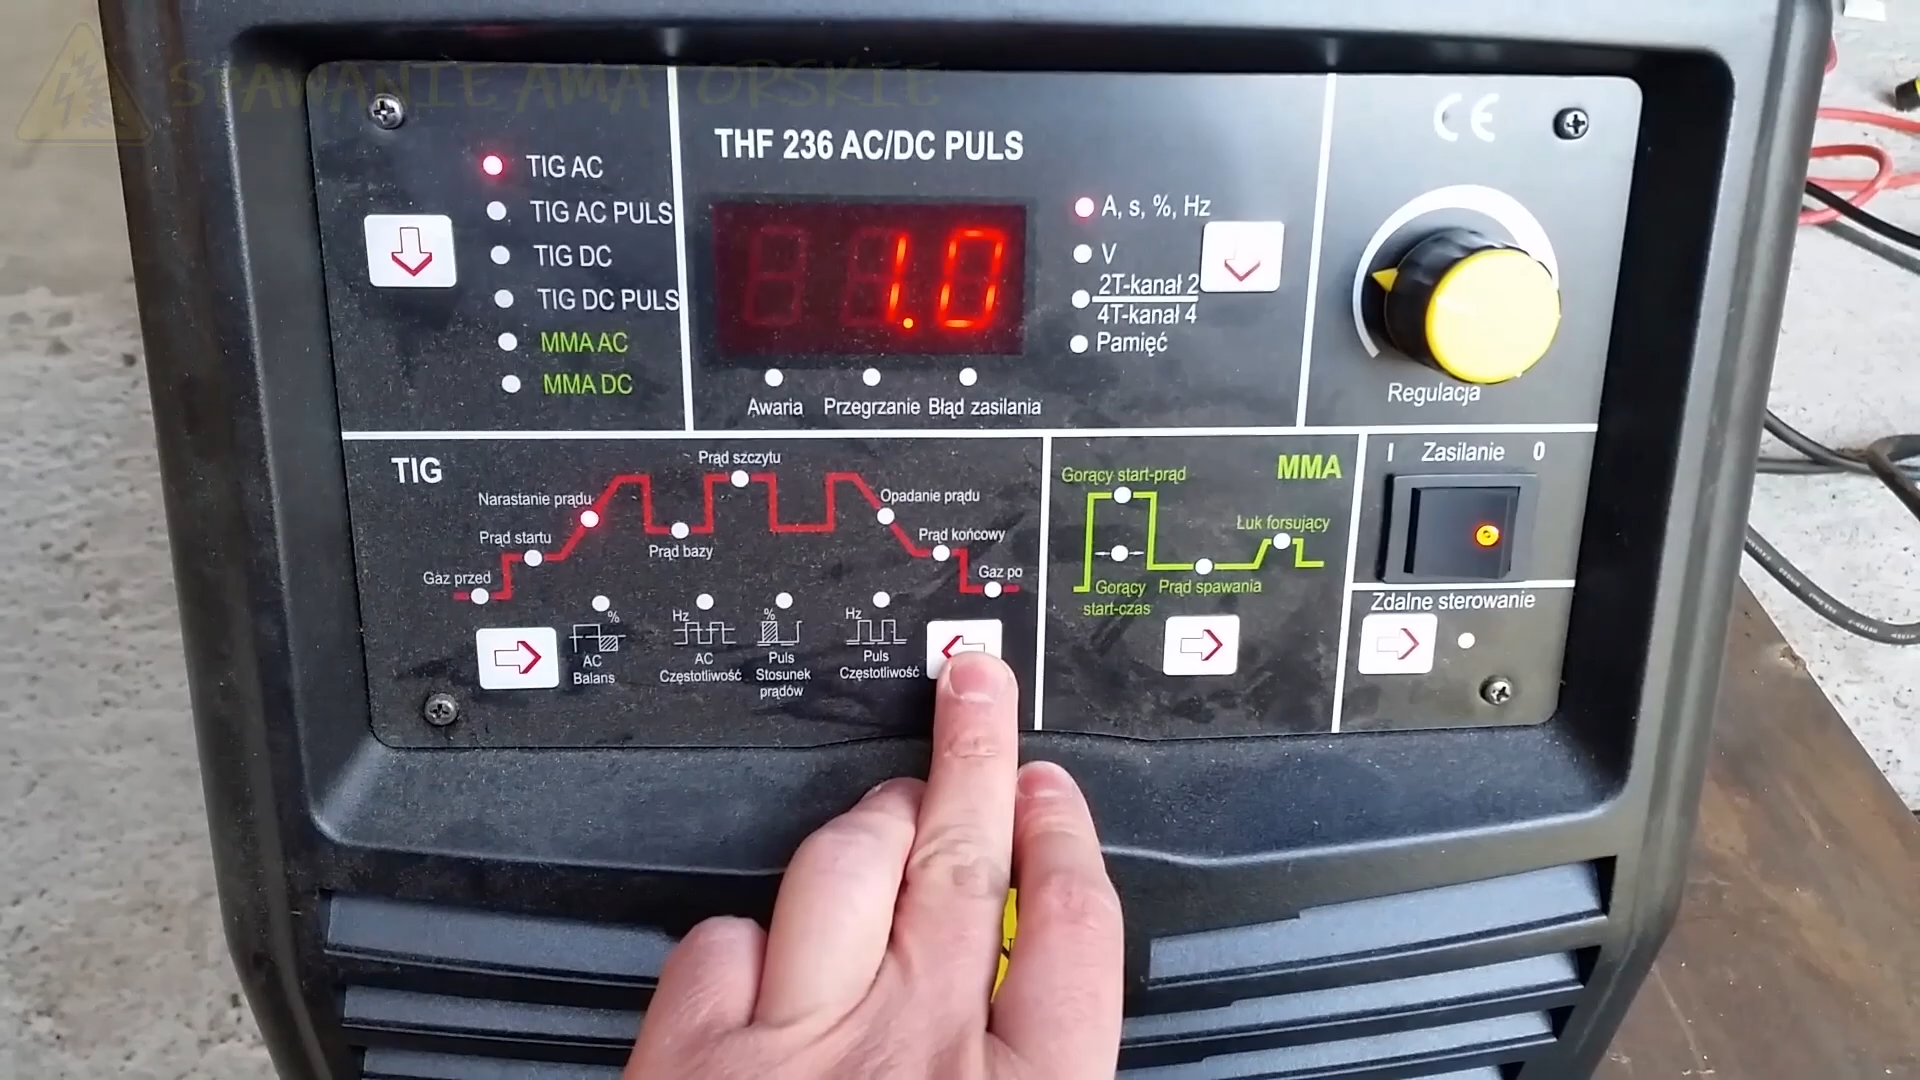 SPAWANIE AMATORSKIE
THF 236 AC/DC PULS
CE
TIG AC
TIG AC PULS
TIG DC
TIG DC PULS
MMA AC
MMA DC
1.0
A, s, %, Hz
V
2T-kanał 2
4T-kanał 4
Pamięć
Awaria Przegrzanie Błąd zasilania
Regulacja
TIG
Prąd szczytu
Narastanie prądu
Opadanie prądu
Prąd startu
Prąd bazy
Prąd końcowy
Gaz przed
Gaz po
%
AC
Balans
Hz
AC
Częstotliwość
%
Puls
Stosunek
prądów
Hz
Puls
Częstotliwość
MMA
Gorący start-prąd
Łuk forsujący
Gorący
start-czas
Prąd spawania
I Zasilanie 0
Zdalne sterowanie